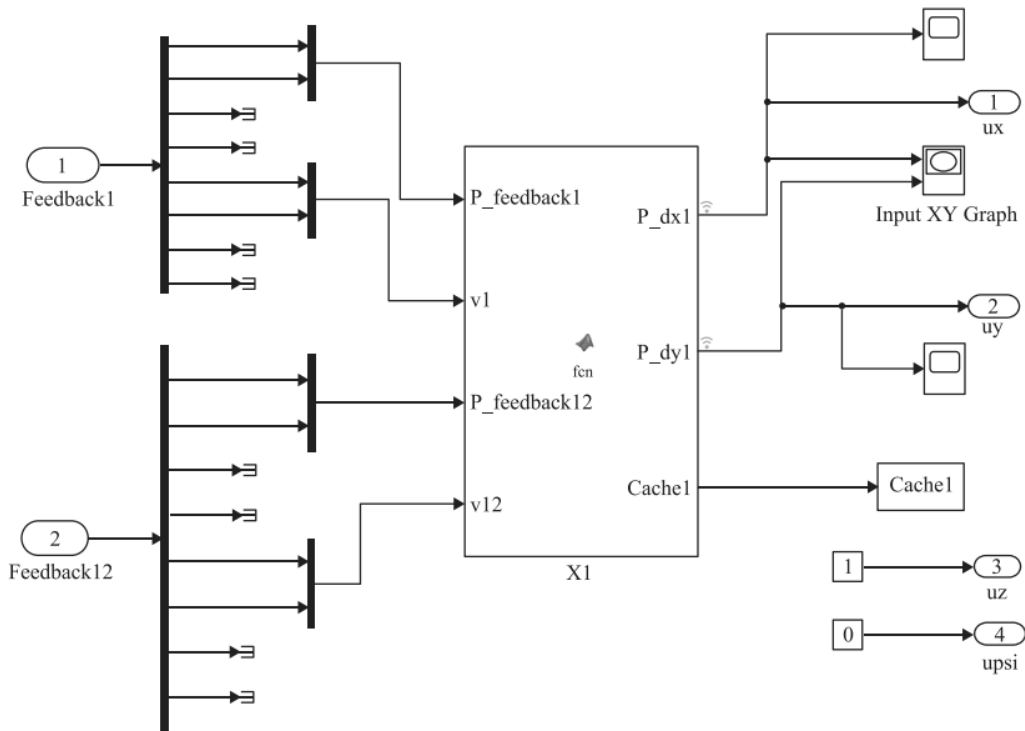 1
Feedback1
2
Feedback12
P_feedback1
v1
P_feedback12
v12
fcn
P_dx1
P_dy1
Cache1
X1
1
ux
Input XY Graph
2
uy
Cache1
1
3
uz
0
4
upsi